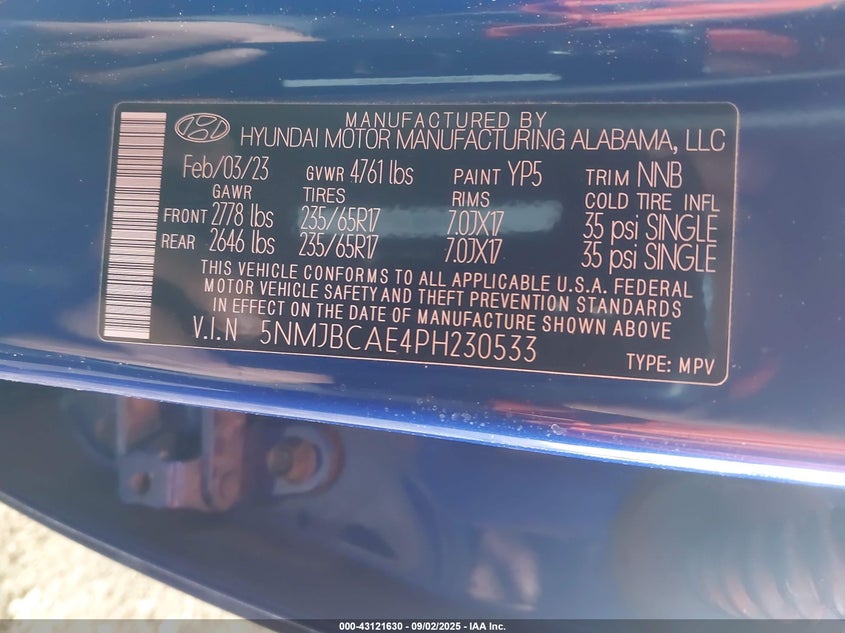 MANUFACTURED BY
HYUNDAI MOTOR MANUFACTURING ALABAMA, LLC
Feb/03/23 GVWR 4761 lbs PAINT YP5 TRIM NNB
GAWR TIRES RIMS COLD TIRE INFL
FRONT 2778 lbs 235/65R17 7.0JX17 35 psi SINGLE
REAR 2646 lbs 235/65R17 7.0JX17 35 psi SINGLE
THIS VEHICLE CONFORMS TO ALL APPLICABLE U.S.A. FEDERAL
MOTOR VEHICLE SAFETY AND THEFT PREVENTION STANDARDS
IN EFFECT ON THE DATE OF MANUFACTURE SHOWN ABOVE
V.I.N 5NMJBCAE4PH230533
TYPE: MPV
000-43121630 - 09/02/2025 - IAA Inc.